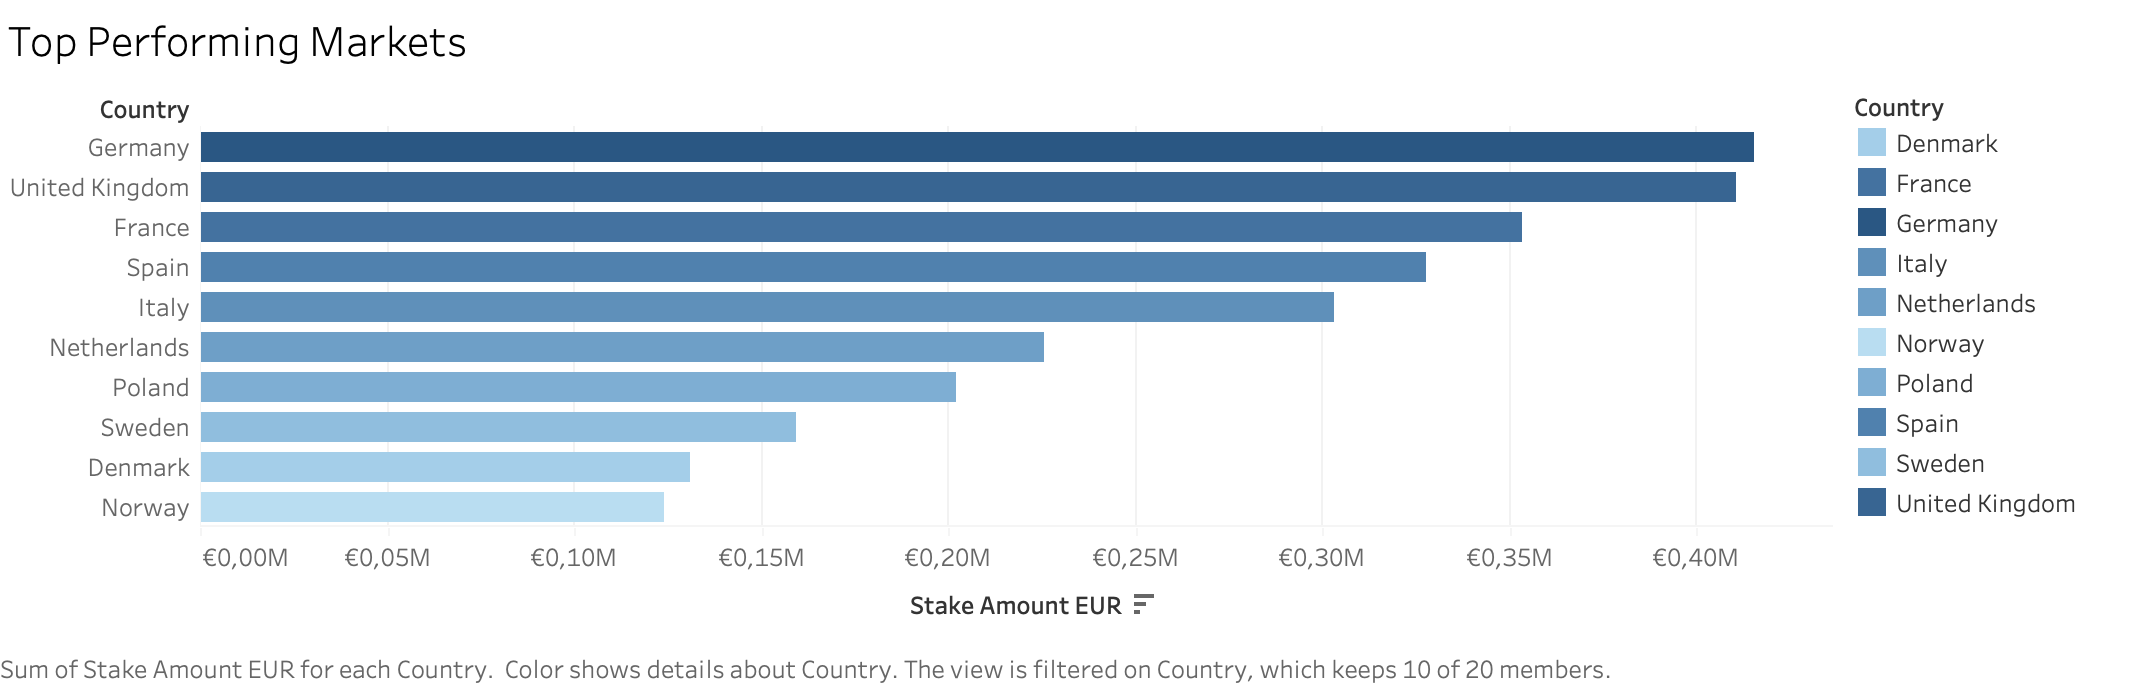 Top Performing Markets
Country
Germany
United Kingdom
France
Spain
Italy
Netherlands
Poland
Sweden
Denmark
Norway
€0,00M €0,05M €0,10M €0,15M €0,20M €0,25M €0,30M €0,35M €0,40M
Stake Amount EUR
Country
Denmark
France
Germany
Italy
Netherlands
Norway
Poland
Spain
Sweden
United Kingdom
Sum of Stake Amount EUR for each Country.  Color shows details about Country. The view is filtered on Country, which keeps 10 of 20 members.